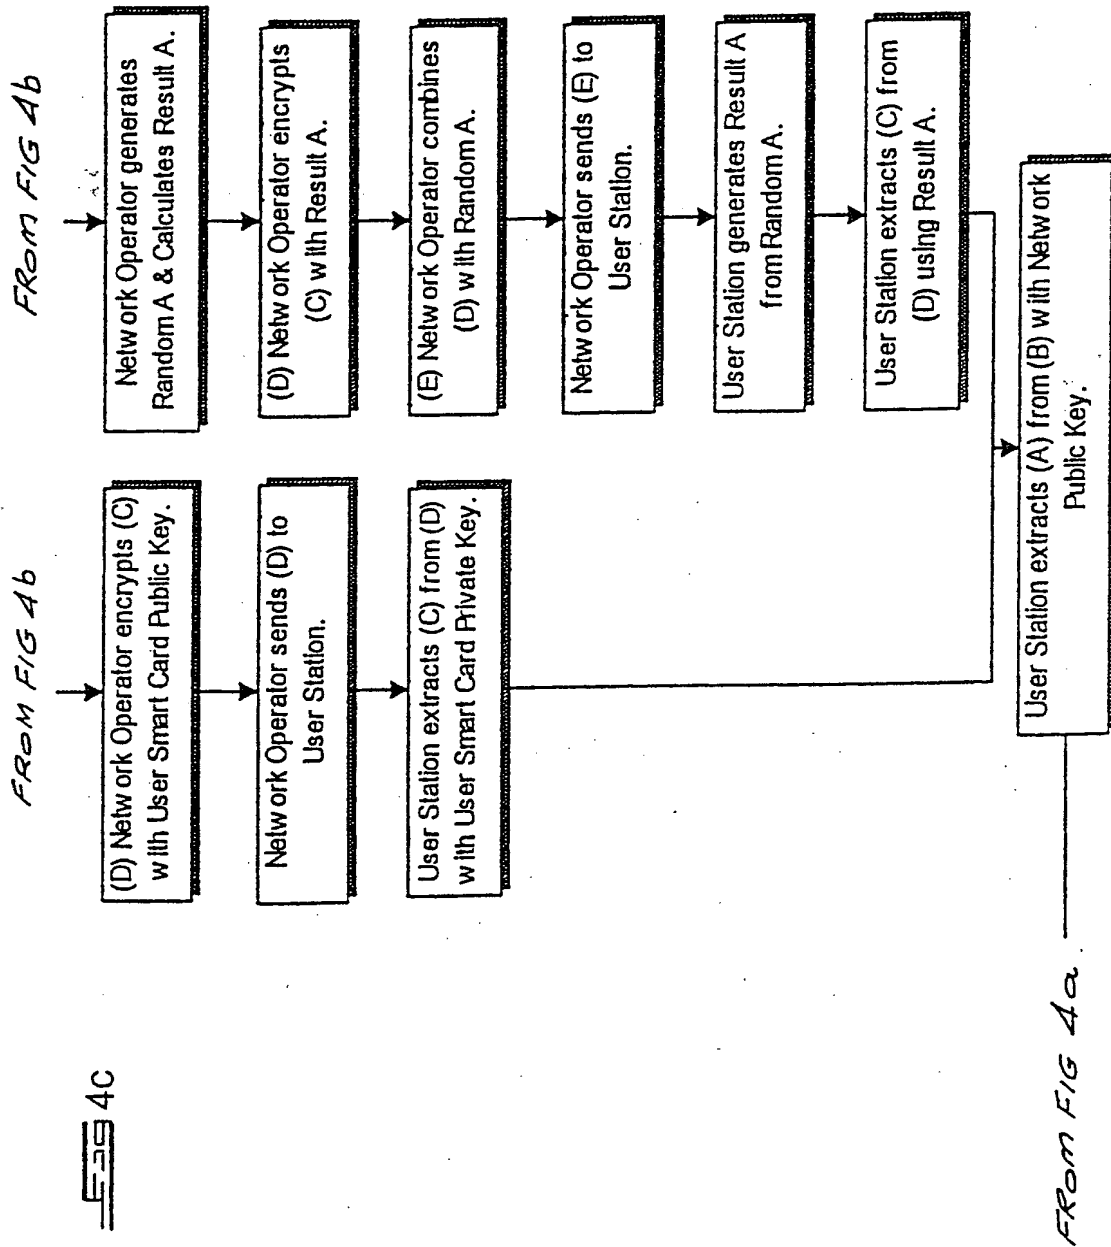 Fig 4C
FROM FIG 4b
(D) Network Operator encrypts (C)
with User Smart Card Public Key.
Network Operator sends (D) to
User Station.
User Station extracts (C) from (D)
with User Smart Card Private Key.
FROM FIG 4b
Network Operator generates
Random A & Calculates Result A.
(D) Network Operator encrypts
(C) with Result A.
(E) Network Operator combines
(D) with Random A.
Network Operator sends (E) to
User Station.
User Station generates Result A
from Random A.
User Station extracts (C) from
(D) using Result A.
FROM FIG 4a
User Station extracts (A) from (B) with Network
Public Key.